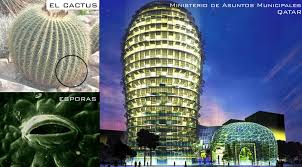 EL CACTUS
ESPORAS
MINISTERIO DE ASUNTOS MUNICIPALES
QATAR